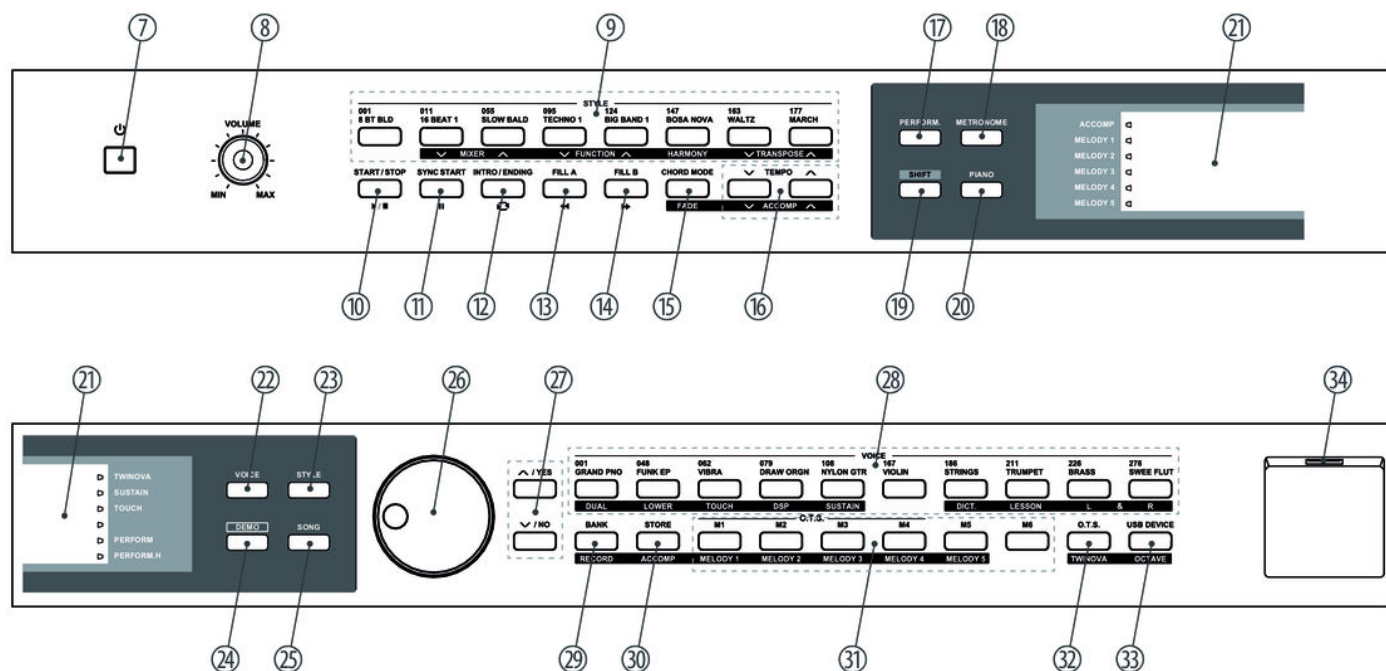 7 8 9 17 18 21
STYLE
001 011 055 095 124 147 163 177
8 BT BLD 16 BEAT 1 SLOW BALD TECHNO 1 BIG BAND 1 BOSA NOVA WALTZ MARCH
MIXER FUNCTION HARMONY TRANSPOSE
VOLUME
MIN MAX
START / STOP SYNC START INTRO / ENDING FILL A FILL B CHORD MODE TEMPO
FADE ACCOMP
PERFORM. METRONOME
SHIFT PIANO
ACCOMP
MELODY 1
MELODY 2
MELODY 3
MELODY 4
MELODY 5
10 11 12 13 14 15 16 19 20
21 22 23 26 27 28 34
TWINOVA
SUSTAIN
TOUCH
PERFORM
PERFORM.H
VOICE STYLE
DEMO SONG
/ YES
/ NO
VOICE
001 048 062 079 108 167 186 211 226 276
GRAND PNO FUNK EP VIBRA DRAW ORGN NYLON GTR VIOLIN STRINGS TRUMPET BRASS SWEE FLUT
DUAL LOWER TOUCH DSP SUSTAIN DICT. LESSON L & R
O.T.S.
BANK STORE M1 M2 M3 M4 M5 M6 O.T.S. USB DEVICE
RECORD ACCOMP MELODY 1 MELODY 2 MELODY 3 MELODY 4 MELODY 5 TWINOVA OCTAVE
24 25 29 30 31 32 33